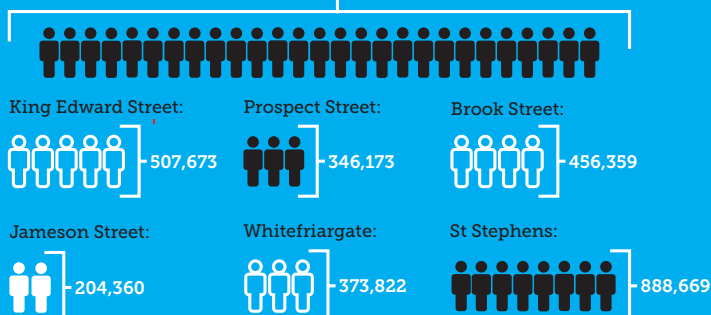 King Edward Street:
507,673
Prospect Street:
346,173
Brook Street:
456,359
Jameson Street:
204,360
Whitefriargate:
373,822
St Stephens:
888,669